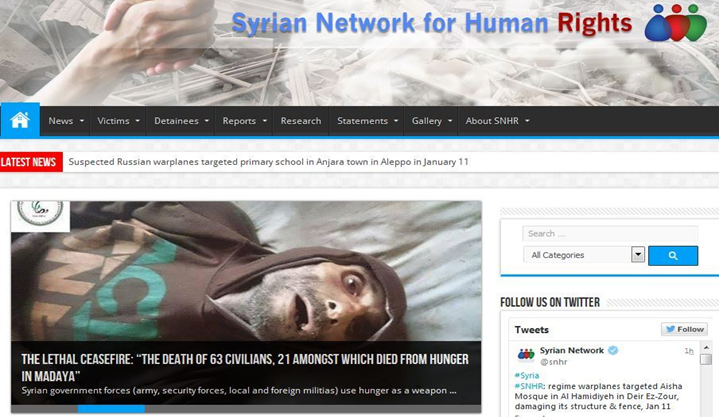 Syrian Network for Human Rights
News
Victims
Detainees
Reports
Research
Statements
Gallery
About SNHR
LATEST NEWS
Suspected Russian warplanes targeted primary school in Anjara town in Aleppo in January 11
Search ...
All Categories
FOLLOW US ON TWITTER
Tweets
Follow
Syrian Network
@snhr
1h
#Syria
#SNHR: regime warplanes targeted Aisha
Mosque in Al Hamidiyeh in Deir Ez-Zour,
damaging its structure & fence, Jan 11
THE LETHAL CEASEFIRE: “THE DEATH OF 63 CIVILIANS, 21 AMONGST WHICH DIED FROM HUNGER
IN MADAYA”
Syrian government forces (army, security forces, local and foreign militias) use hunger as a weapon ...